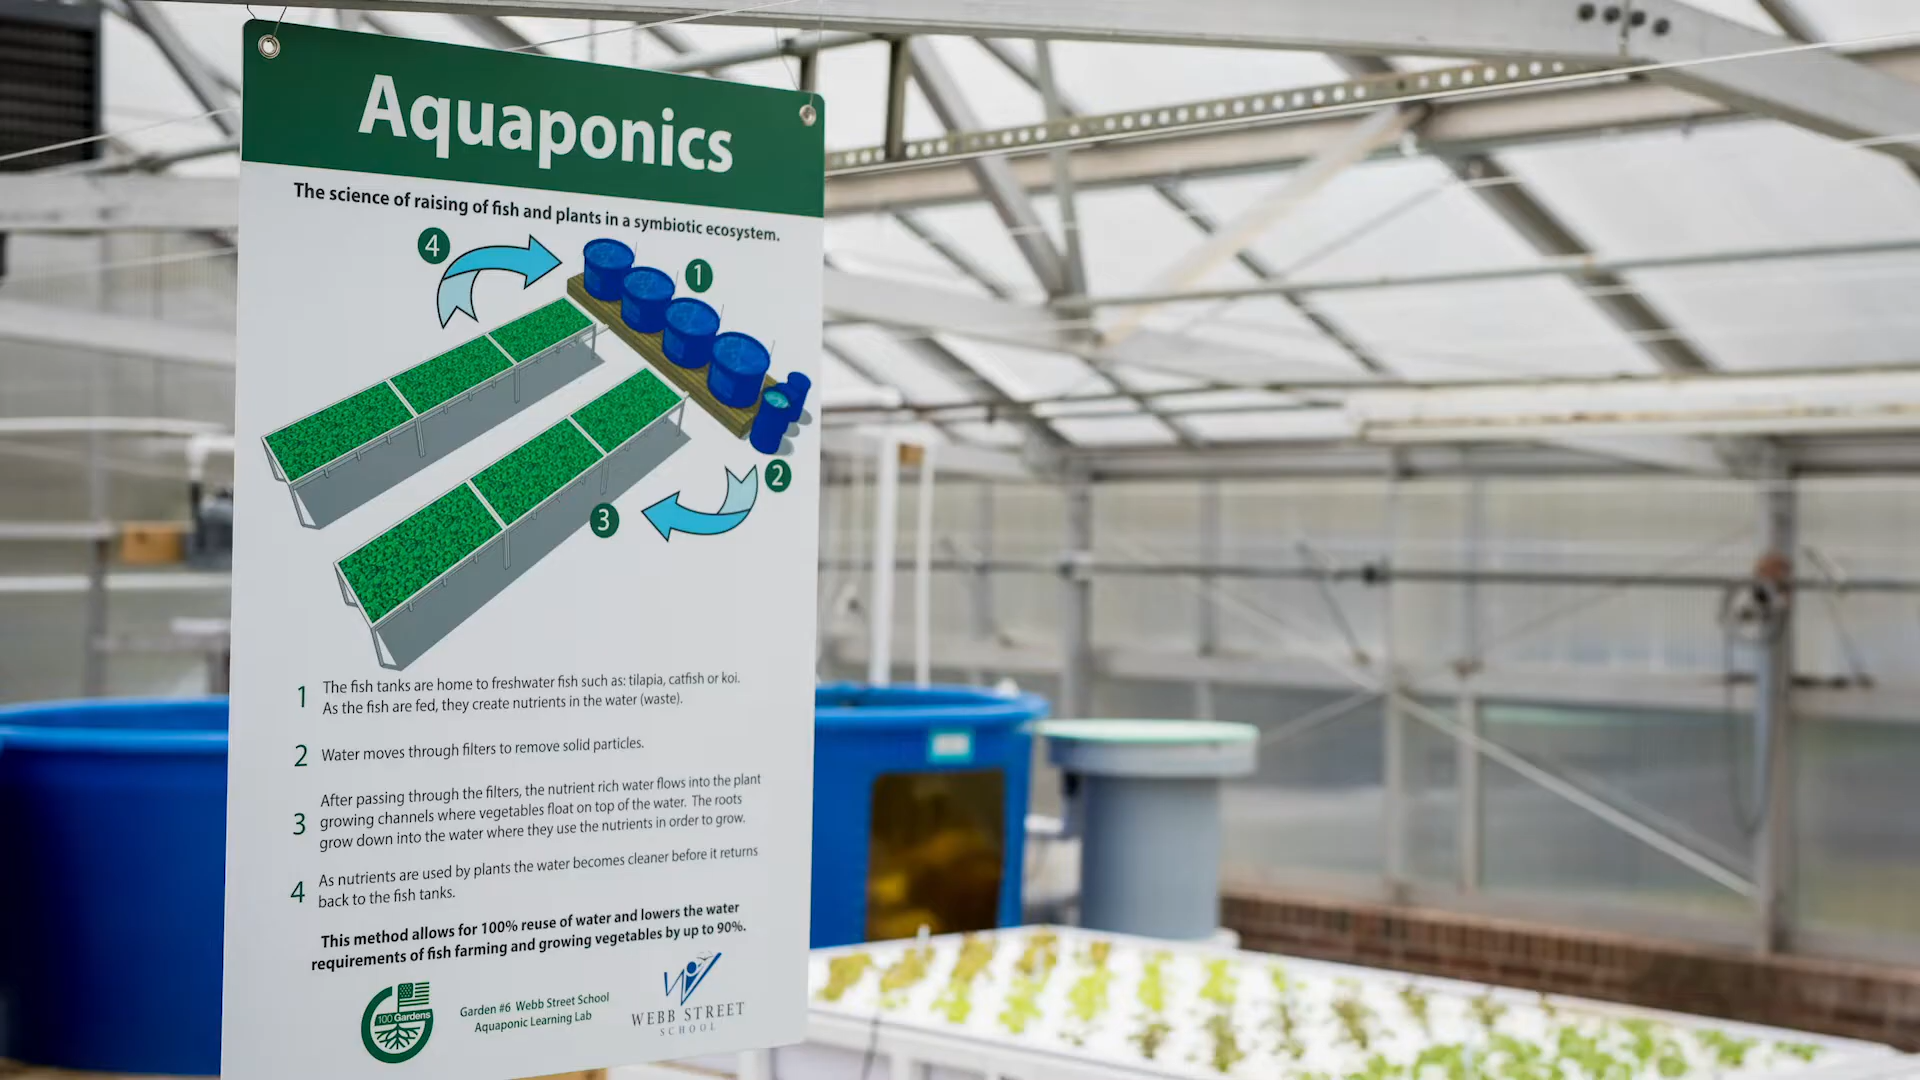 Aquaponics
The science of raising of fish and plants in a symbiotic ecosystem.
4
1
2
3
1 The fish tanks are home to freshwater fish such as: tilapia, catfish or koi.
As the fish are fed, they create nutrients in the water (waste).
2 Water moves through filters to remove solid particles.
After passing through the filters, the nutrient rich water flows into the plant
3 growing channels where vegetables float on top of the water. The roots
grow down into the water where they use the nutrients in order to grow.
4 As nutrients are used by plants the water becomes cleaner before it returns
back to the fish tanks.
This method allows for 100% reuse of water and lowers the water
requirements of fish farming and growing vegetables by up to 90%.
100 Gardens
Garden #6 Webb Street School
Aquaponic Learning Lab
WEBB STREET
SCHOOL